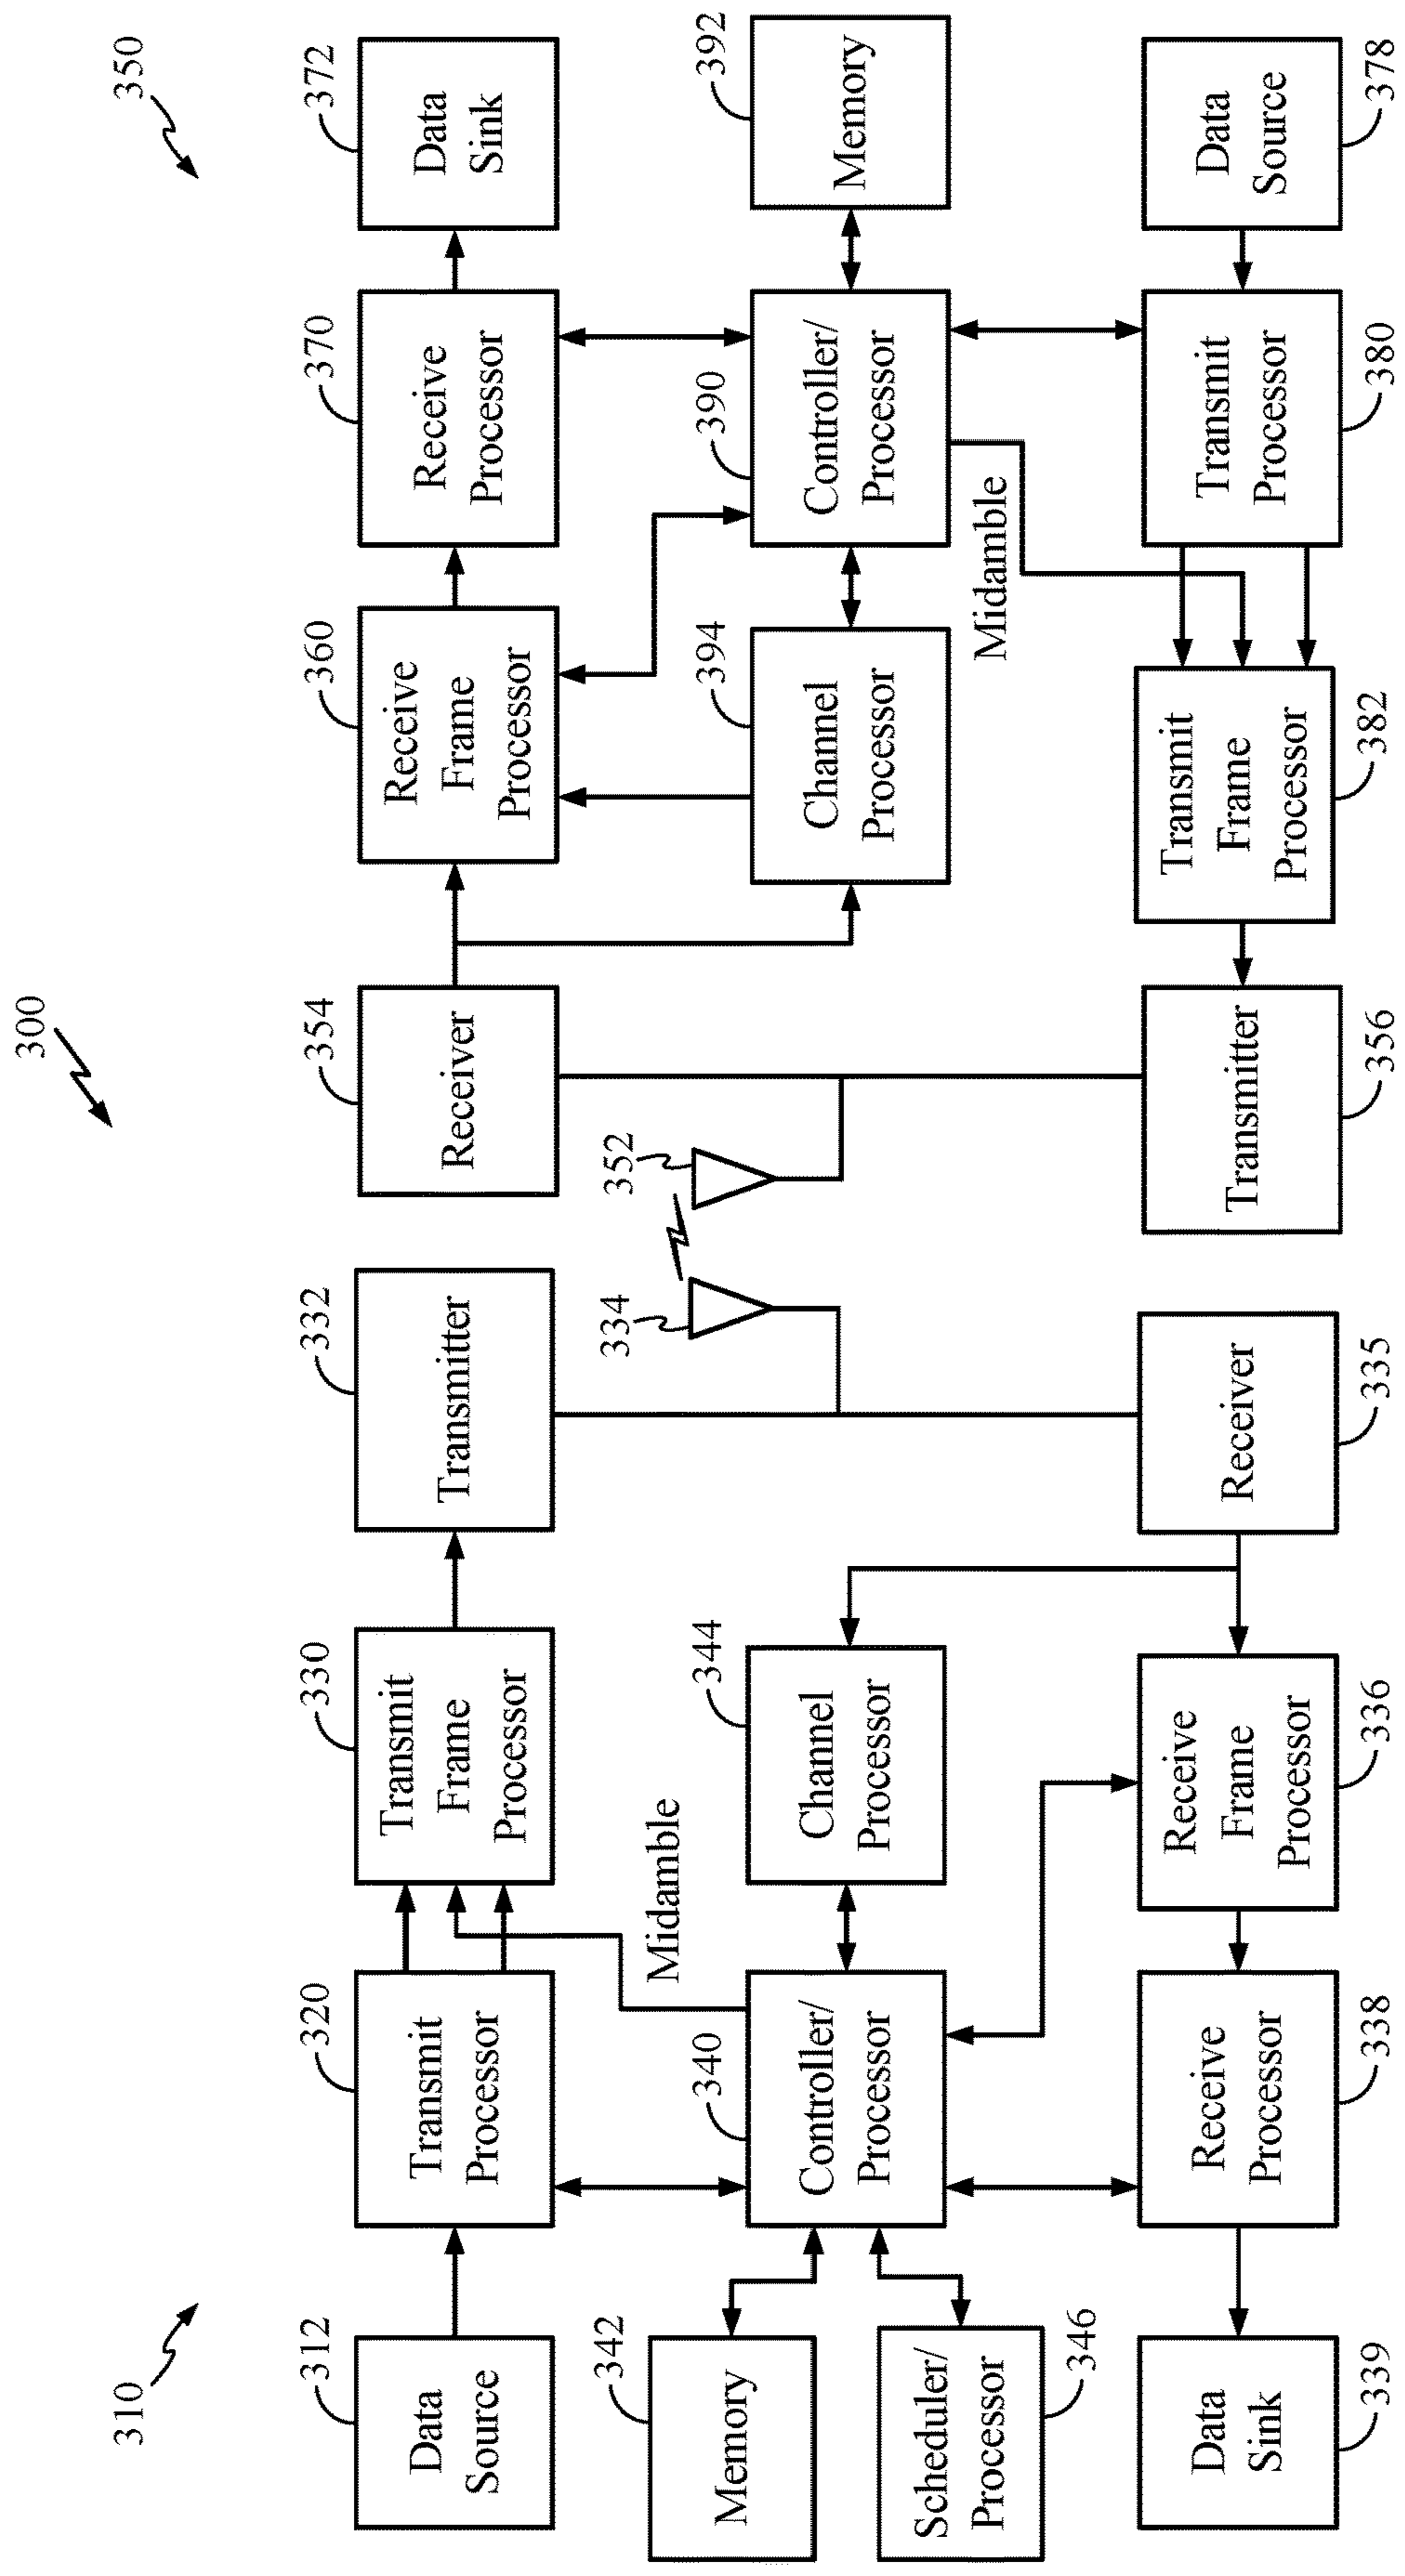 300
310
350
312
Data
Source
320
Transmit
Processor
330
Transmit
Frame
Processor
332
Transmitter
354
Receiver
360
Receive
Frame
Processor
370
Receive
Processor
372
Data
Sink
334
352
Midamble
342
Memory
340
Controller/
Processor
344
Channel
Processor
394
Channel
Processor
390
Controller/
Processor
392
Memory
Scheduler/
Processor
346
Midamble
Data
Sink
339
Receive
Processor
338
Receive
Frame
Processor
336
Receiver
335
Transmitter
356
Transmit
Frame
Processor
382
Transmit
Processor
380
Data
Source
378